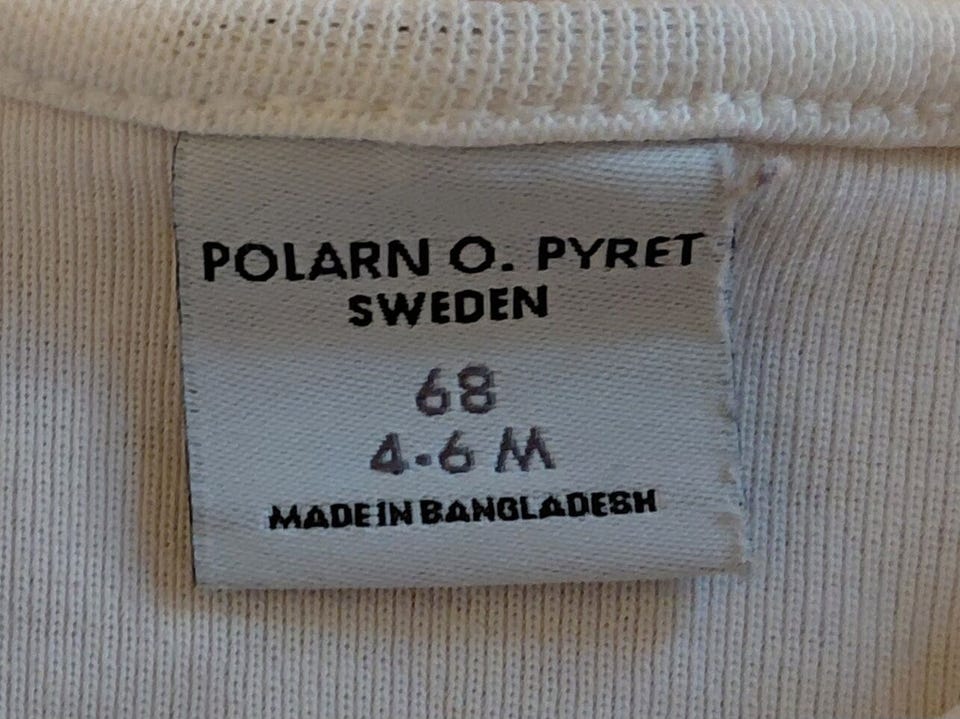 POLARN O. PYRET
SWEDEN
68
4-6 M
MADE IN BANGLADESH